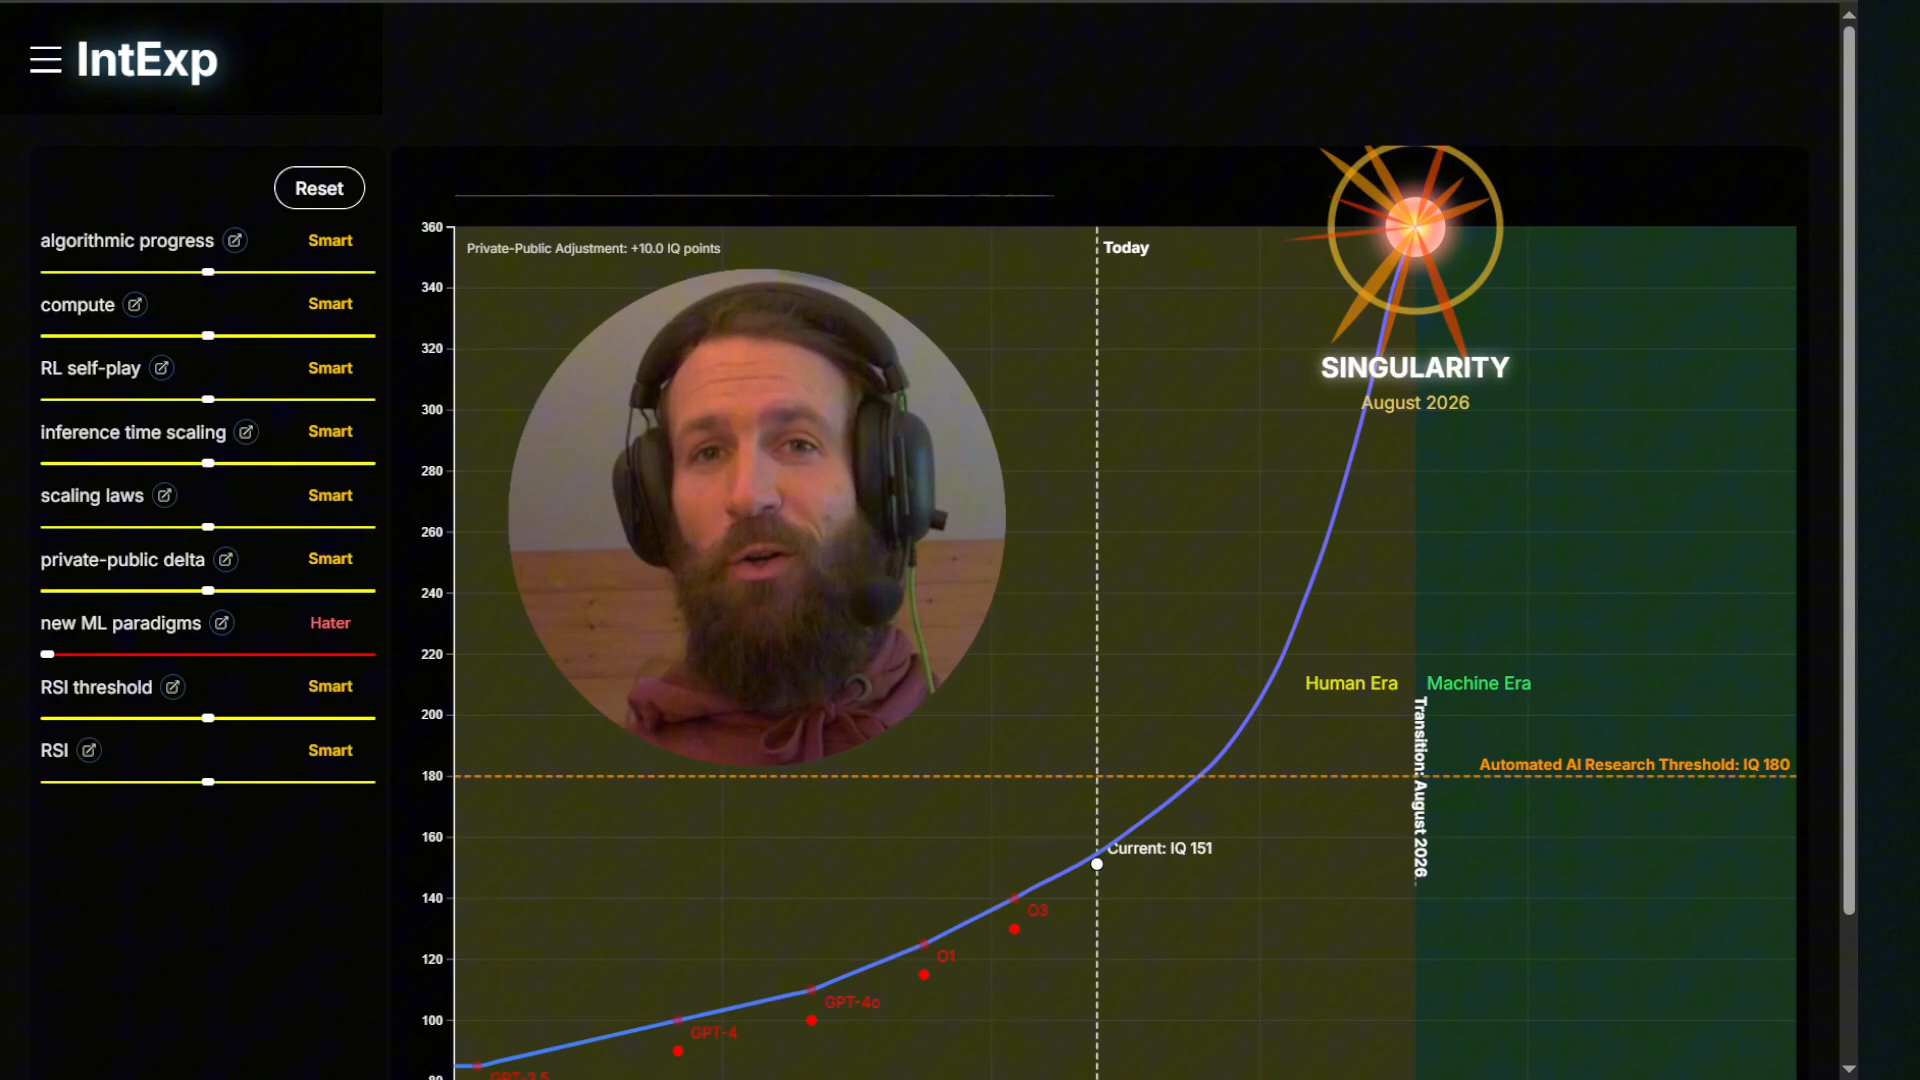 IntExp
Reset
algorithmic progress Smart
compute Smart
RL self-play Smart
inference time scaling Smart
scaling laws Smart
private-public delta Smart
new ML paradigms Hater
RSI threshold Smart
RSI Smart
360
340
320
300
280
260
240
220
200
180
160
140
120
100
80
Private-Public Adjustment: +10.0 IQ points
Today
SINGULARITY
August 2026
Human Era
Machine Era
Transition: August 2026
Automated AI Research Threshold: IQ 180
Current: IQ 151
O3
O1
GPT-4o
GPT-4
GPT-3.5